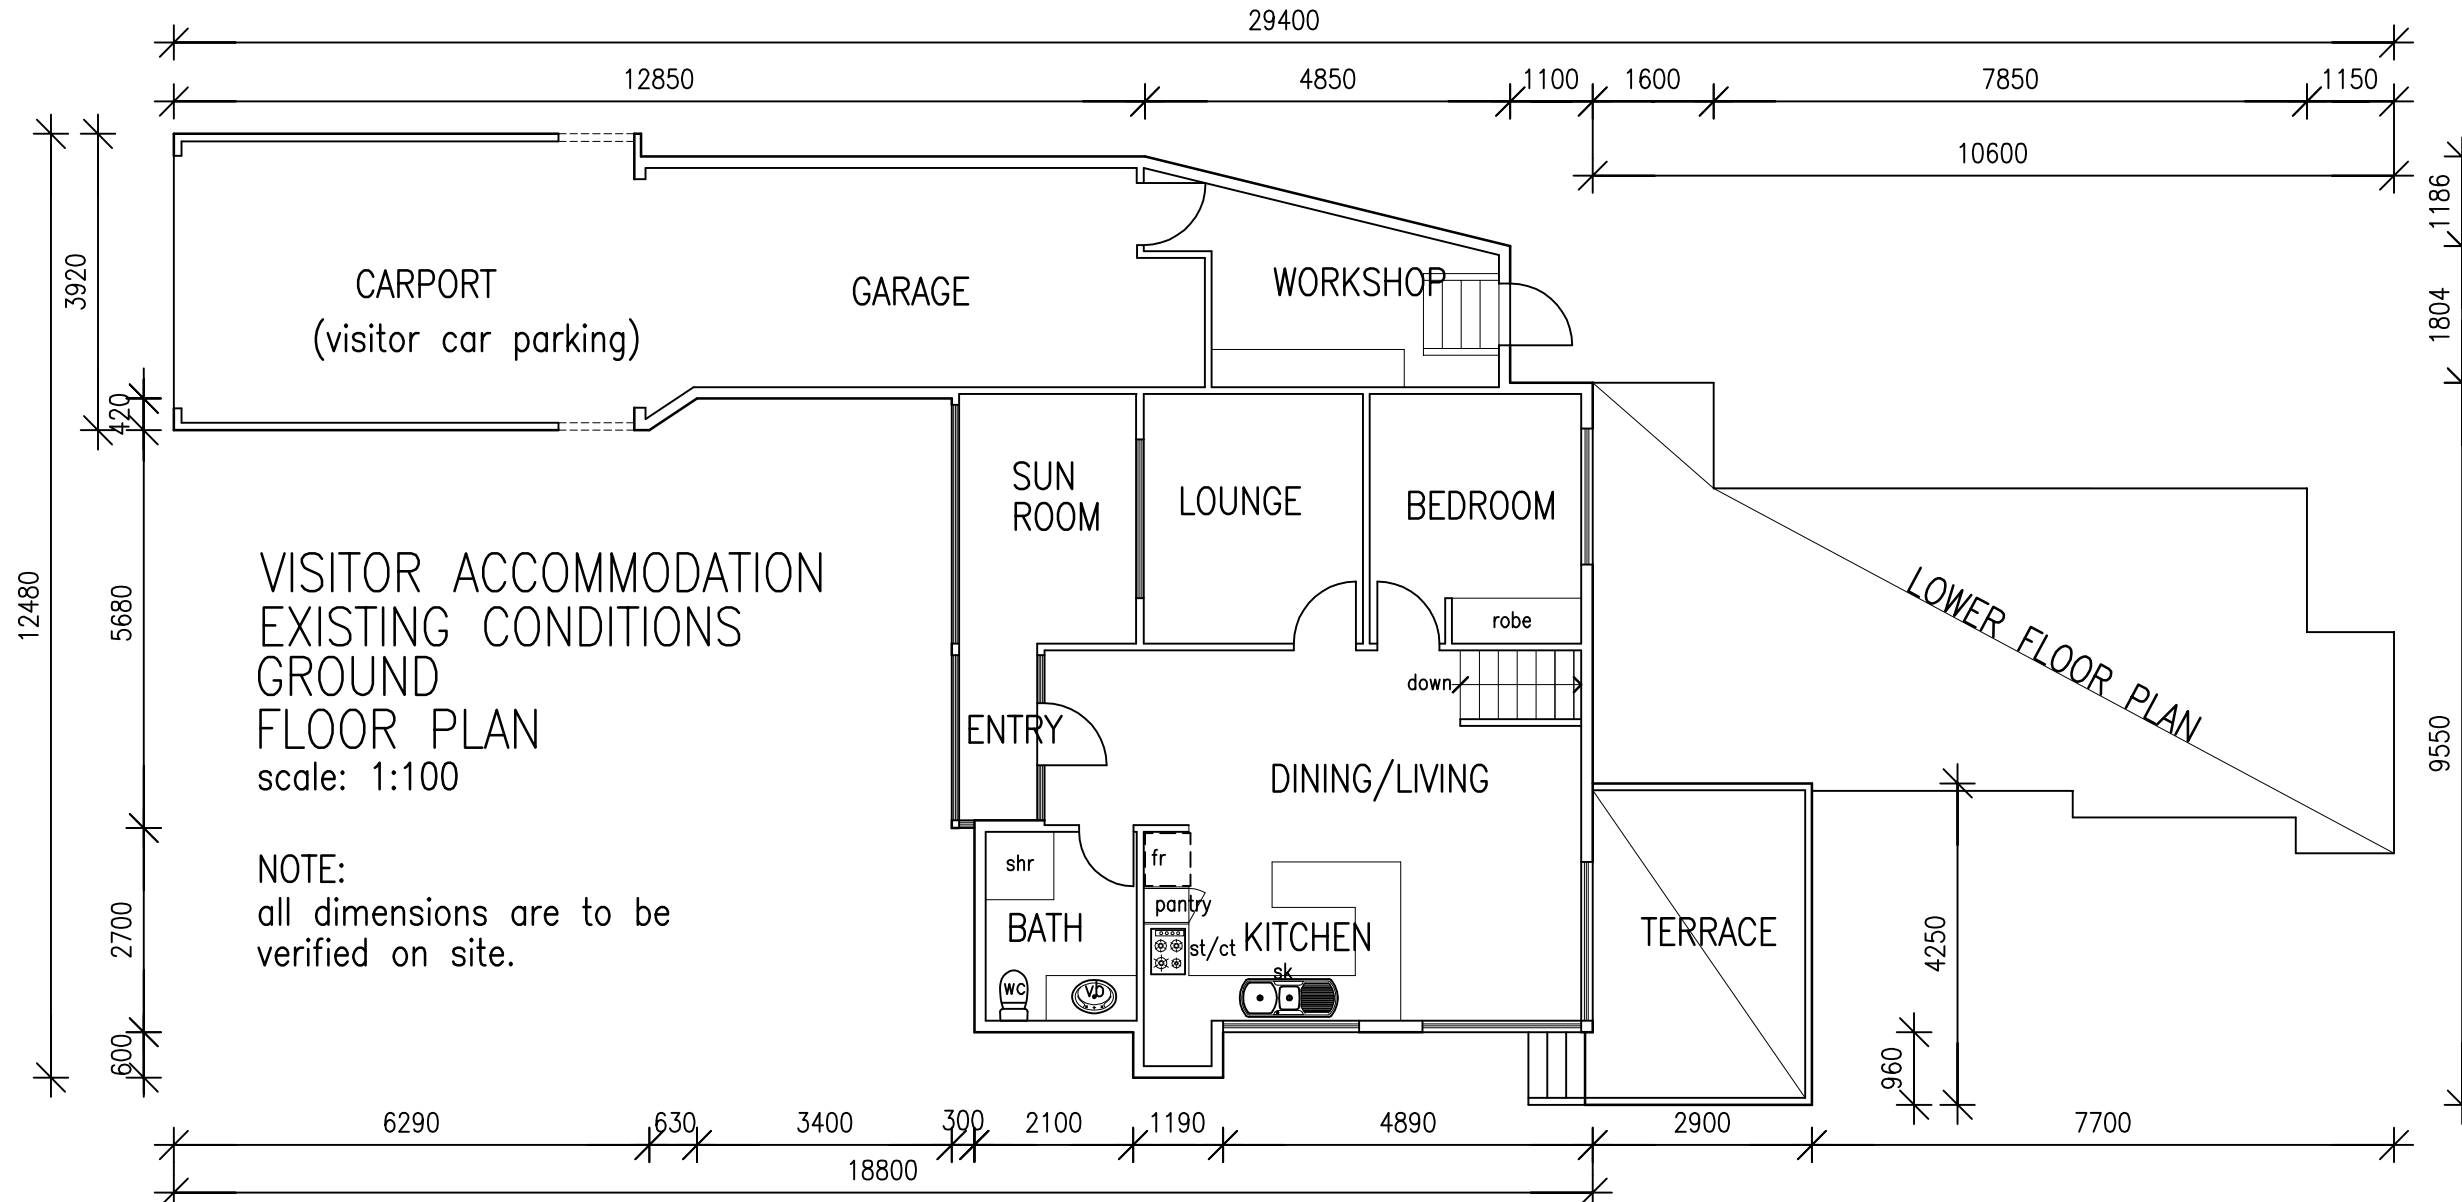 29400
12850
4850
1100
1600
7850
1150
10600
1186
1804
9550
12480
3920
420
5680
2700
600
CARPORT
(visitor car parking)
GARAGE
WORKSHOP
SUN
ROOM
LOUNGE
BEDROOM
robe
down
ENTRY
DINING/LIVING
LOWER FLOOR PLAN
VISITOR ACCOMMODATION
EXISTING CONDITIONS
GROUND
FLOOR PLAN
scale: 1:100
NOTE:
all dimensions are to be
verified on site.
shr
BATH
wc
vb
fr
pantry
st/ct
KITCHEN
sk
TERRACE
4250
960
6290
630
3400
300
2100
1190
4890
2900
7700
18800